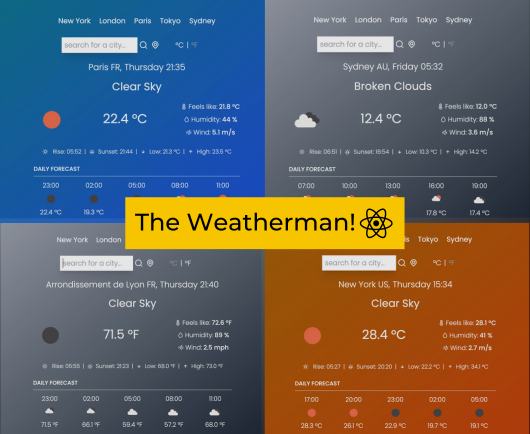 New York London Paris Tokyo Sydney
search for a city...
°C | °F
Paris FR, Thursday 21:35
Clear Sky
22.4 °C
Feels like: 21.8 °C
Humidity: 44 %
Wind: 5.1 m/s
Rise: 05:52 | Sunset: 21:44 | Low: 21.3 °C | High: 23.5 °C
DAILY FORECAST
23:00 02:00 05:00 08:00 11:00
22.4 °C 19.3 °C
New York London Paris Tokyo Sydney
search for a city...
°C | °F
Sydney AU, Friday 05:32
Broken Clouds
12.4 °C
Feels like: 12.0 °C
Humidity: 88 %
Wind: 3.6 m/s
Rise: 06:51 | Sunset: 16:54 | Low: 10.3 °C | High: 14.2 °C
DAILY FORECAST
07:00 10:00 13:00 16:00 19:00
17.8 °C 17.4 °C
The Weatherman!
New York London
search for a city...
°C | °F
Arrondissement de Lyon FR, Thursday 21:40
Clear Sky
71.5 °F
Feels like: 72.6 °F
Humidity: 89 %
Wind: 2.5 mph
Rise: 05:55 | Sunset: 21:23 | Low: 68.0 °F | High: 73.0 °F
DAILY FORECAST
23:00 02:00 05:00 08:00 11:00
71.5 °F 66.1 °F 59.4 °F 57.2 °F 68.0 °F
Paris Tokyo Sydney
search for a city...
°C | °F
New York US, Thursday 15:34
Clear Sky
28.4 °C
Feels like: 28.1 °C
Humidity: 41 %
Wind: 2.7 m/s
Rise: 05:27 | Sunset: 20:20 | Low: 22.2 °C | High: 34.1 °C
DAILY FORECAST
17:00 20:00 23:00 02:00 05:00
28.3 °C 26.1 °C 22.9 °C 19.7 °C 19.1 °C